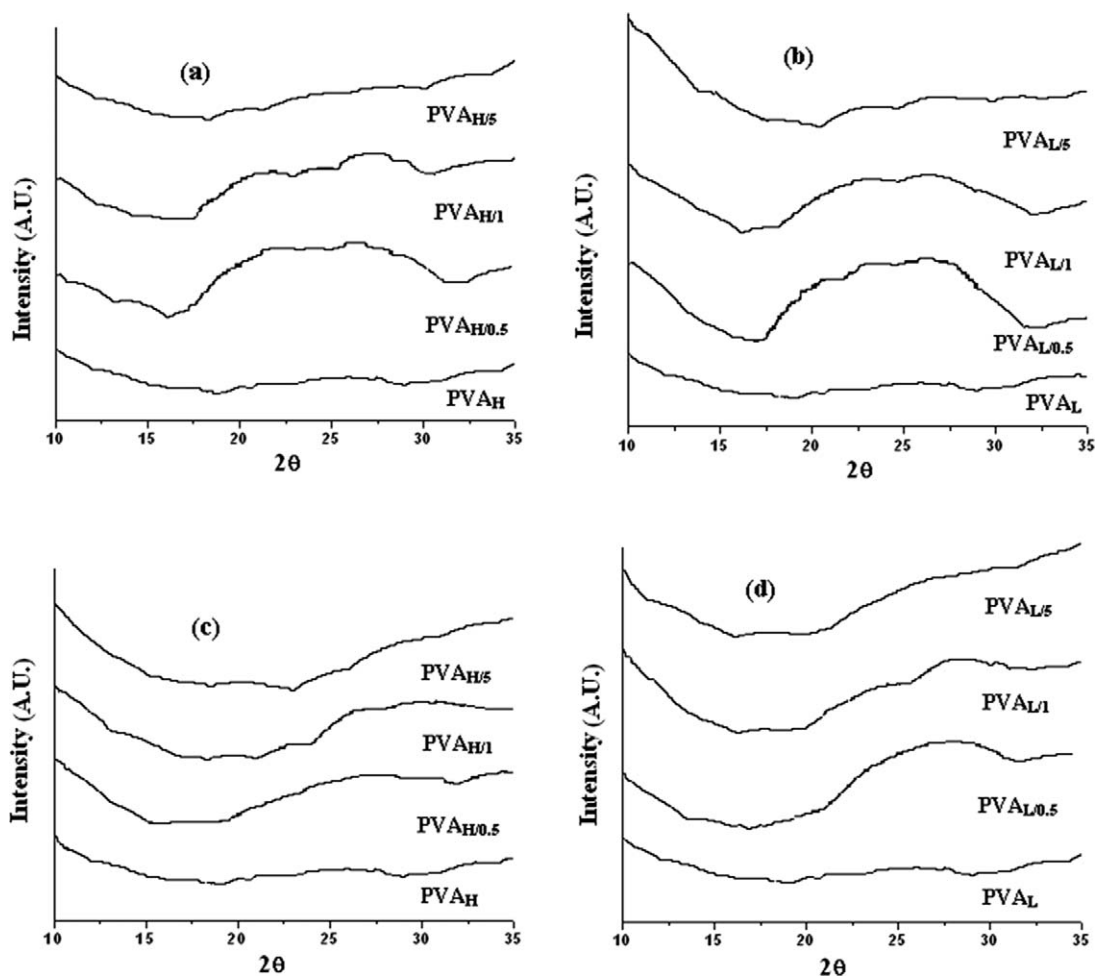 (a)
PVAH/5
PVAH/1
PVAH/0.5
PVAH
Intensity (A.U.)
10 15 20 25 30 35
2θ
(b)
PVAL/5
PVAL/1
PVAL/0.5
PVAL
Intensity (A.U.)
10 15 20 25 30 35
2θ
(c)
PVAH/5
PVAH/1
PVAH/0.5
PVAH
Intensity (A.U.)
10 15 20 25 30 35
2θ
(d)
PVAL/5
PVAL/1
PVAL/0.5
PVAL
Intensity (A.U.)
10 15 20 25 30 35
2θ